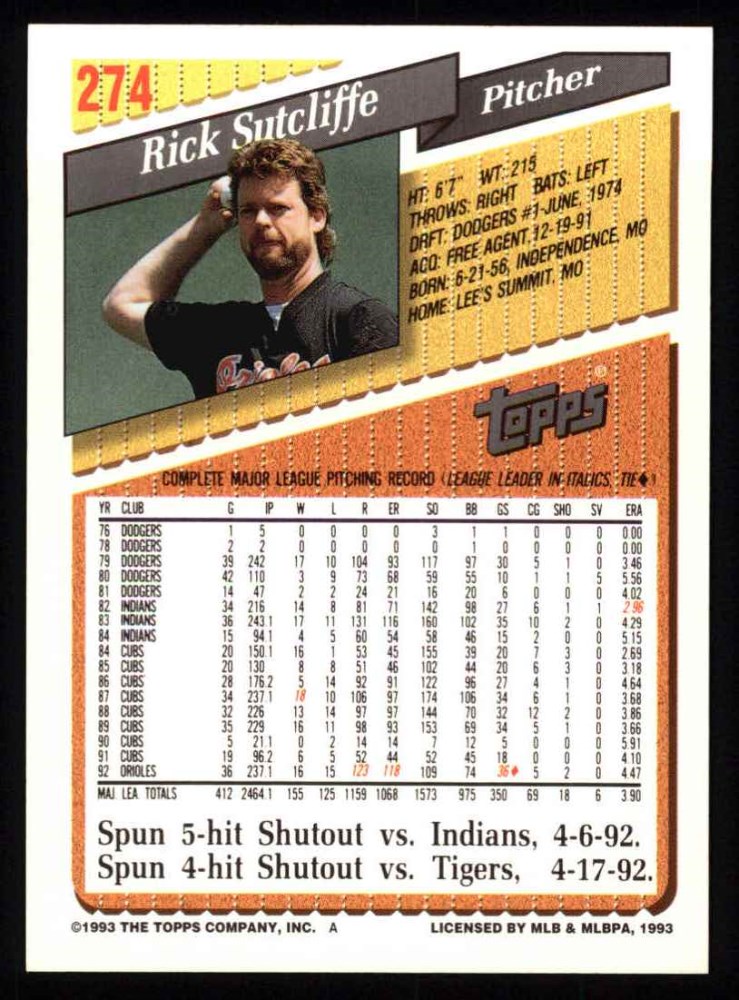 274
Rick Sutcliffe
Pitcher
HT: 6'7" WT: 215
THROWS: RIGHT BATS: LEFT
DRFT: DODGERS #1-JUNE, 1974
ACQ: FREE AGENT, 12-19-91
BORN: 6-21-56, INDEPENDENCE, MO
HOME: LEE'S SUMMIT, MO
Orioles
TOPPS®
COMPLETE MAJOR LEAGUE PITCHING RECORD (LEAGUE LEADER IN ITALICS, TIE♦)
YR CLUB G IP W L R ER SO BB GS CG SHO SV ERA
76 DODGERS 1 5 0 0 0 0 3 1 1 0 0 0 0.00
78 DODGERS 2 2 0 0 0 0 0 1 0 0 0 0 0.00
79 DODGERS 39 242 17 10 104 93 117 97 30 5 1 0 3.46
80 DODGERS 42 110 3 9 73 68 59 55 10 1 1 5 5.56
81 DODGERS 14 47 2 2 24 21 16 20 6 0 0 0 4.02
82 INDIANS 34 216 14 8 81 71 142 98 27 6 1 1 2.96
83 INDIANS 36 243.1 17 11 131 116 160 102 35 10 2 0 4.29
84 INDIANS 15 94.1 4 5 60 54 58 46 15 2 0 0 5.15
84 CUBS 20 150.1 16 1 53 45 155 39 20 7 3 0 2.69
85 CUBS 20 130 8 8 51 46 102 44 20 6 3 0 3.18
86 CUBS 28 176.2 5 14 92 91 122 96 27 4 1 0 4.64
87 CUBS 34 237.1 18 10 106 97 174 106 34 6 1 0 3.68
88 CUBS 32 226 13 14 97 97 144 70 32 12 2 0 3.86
89 CUBS 35 229 16 11 98 93 153 69 34 5 1 0 3.66
90 CUBS 5 21.1 0 2 14 14 7 12 5 0 0 0 5.91
91 CUBS 19 96.2 6 5 52 44 52 45 18 0 0 0 4.10
92 ORIOLES 36 237.1 16 15 123 118 109 74 36♦ 5 2 0 4.47
MAJ. LEA. TOTALS 412 2464.1 155 125 1159 1068 1573 975 350 69 18 6 3.90
Spun 5-hit Shutout vs. Indians, 4-6-92.
Spun 4-hit Shutout vs. Tigers, 4-17-92.
©1993 THE TOPPS COMPANY, INC. A
LICENSED BY MLB & MLBPA, 1993